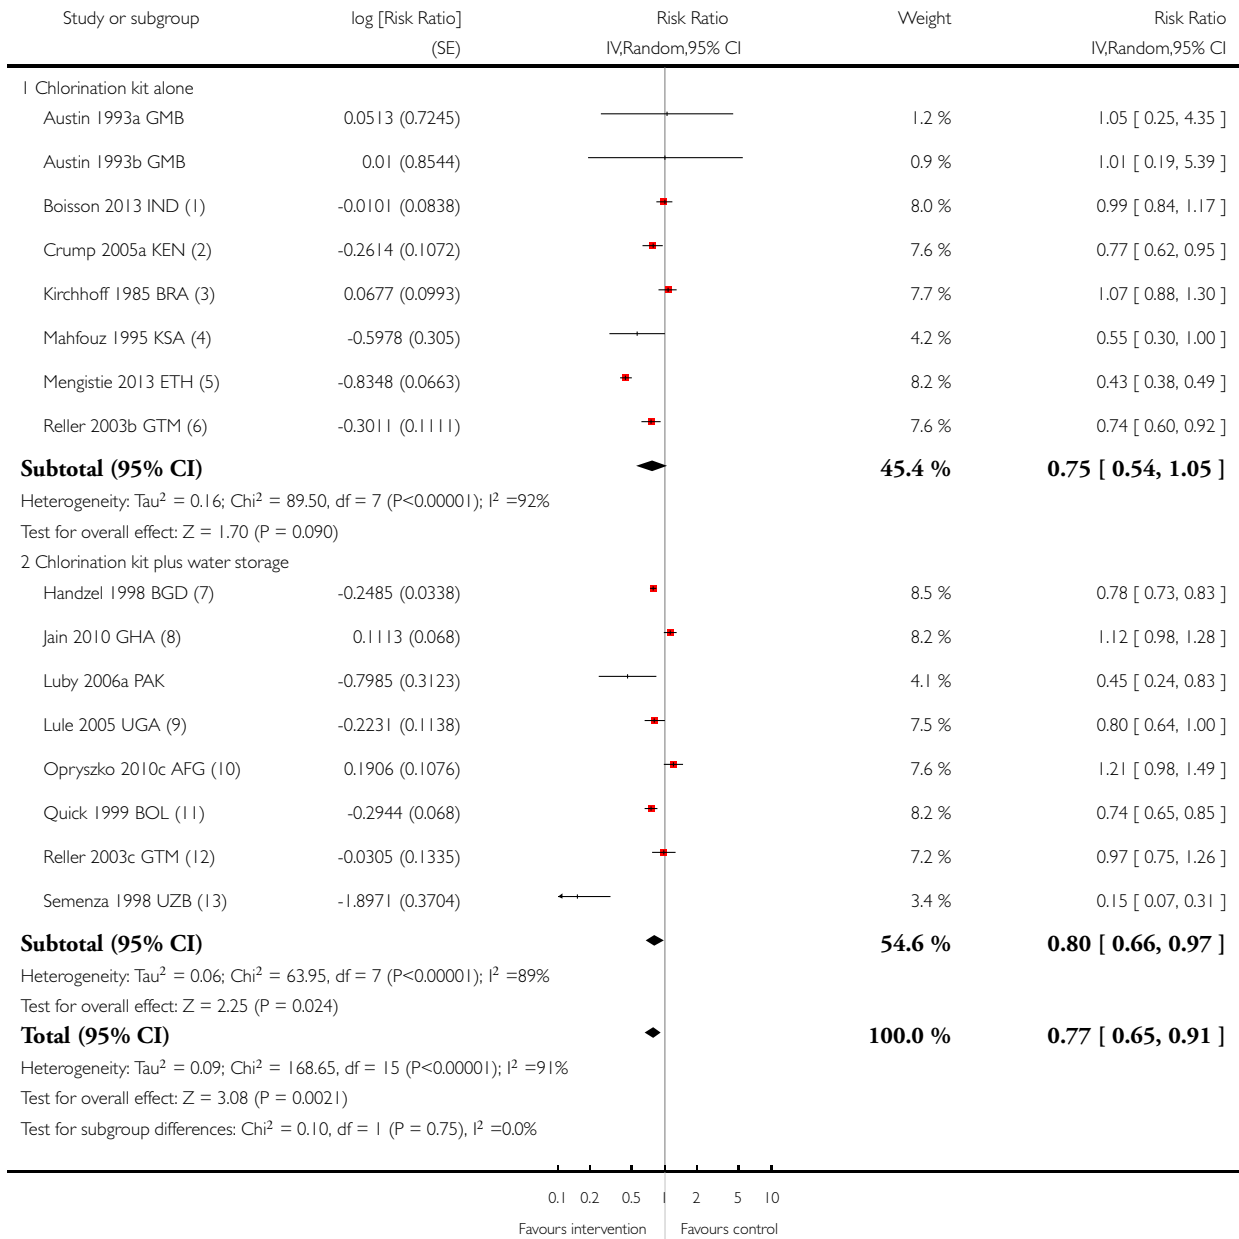 Study or subgroup log [Risk Ratio] Risk Ratio Weight Risk Ratio
(SE) IV,Random,95% CI IV,Random,95% CI
1 Chlorination kit alone
Austin 1993a GMB 0.0513 (0.7245) 1.2 % 1.05 [ 0.25, 4.35 ]
Austin 1993b GMB 0.01 (0.8544) 0.9 % 1.01 [ 0.19, 5.39 ]
Boisson 2013 IND (1) -0.0101 (0.0838) 8.0 % 0.99 [ 0.84, 1.17 ]
Crump 2005a KEN (2) -0.2614 (0.1072) 7.6 % 0.77 [ 0.62, 0.95 ]
Kirchhoff 1985 BRA (3) 0.0677 (0.0993) 7.7 % 1.07 [ 0.88, 1.30 ]
Mahfouz 1995 KSA (4) -0.5978 (0.305) 4.2 % 0.55 [ 0.30, 1.00 ]
Mengistie 2013 ETH (5) -0.8348 (0.0663) 8.2 % 0.43 [ 0.38, 0.49 ]
Reller 2003b GTM (6) -0.3011 (0.1111) 7.6 % 0.74 [ 0.60, 0.92 ]
Subtotal (95% CI) 45.4 % 0.75 [ 0.54, 1.05 ]
Heterogeneity: Tau² = 0.16; Chi² = 89.50, df = 7 (P<0.00001); I² =92%
Test for overall effect: Z = 1.70 (P = 0.090)
2 Chlorination kit plus water storage
Handzel 1998 BGD (7) -0.2485 (0.0338) 8.5 % 0.78 [ 0.73, 0.83 ]
Jain 2010 GHA (8) 0.1113 (0.068) 8.2 % 1.12 [ 0.98, 1.28 ]
Luby 2006a PAK -0.7985 (0.3123) 4.1 % 0.45 [ 0.24, 0.83 ]
Lule 2005 UGA (9) -0.2231 (0.1138) 7.5 % 0.80 [ 0.64, 1.00 ]
Opryszko 2010c AFG (10) 0.1906 (0.1076) 7.6 % 1.21 [ 0.98, 1.49 ]
Quick 1999 BOL (11) -0.2944 (0.068) 8.2 % 0.74 [ 0.65, 0.85 ]
Reller 2003c GTM (12) -0.0305 (0.1335) 7.2 % 0.97 [ 0.75, 1.26 ]
Semenza 1998 UZB (13) -1.8971 (0.3704) 3.4 % 0.15 [ 0.07, 0.31 ]
Subtotal (95% CI) 54.6 % 0.80 [ 0.66, 0.97 ]
Heterogeneity: Tau² = 0.06; Chi² = 63.95, df = 7 (P<0.00001); I² =89%
Test for overall effect: Z = 2.25 (P = 0.024)
Total (95% CI) 100.0 % 0.77 [ 0.65, 0.91 ]
Heterogeneity: Tau² = 0.09; Chi² = 168.65, df = 15 (P<0.00001); I² =91%
Test for overall effect: Z = 3.08 (P = 0.0021)
Test for subgroup differences: Chi² = 0.10, df = 1 (P = 0.75), I² =0.0%
0.1 0.2 0.5 1 2 5 10
Favours intervention Favours control